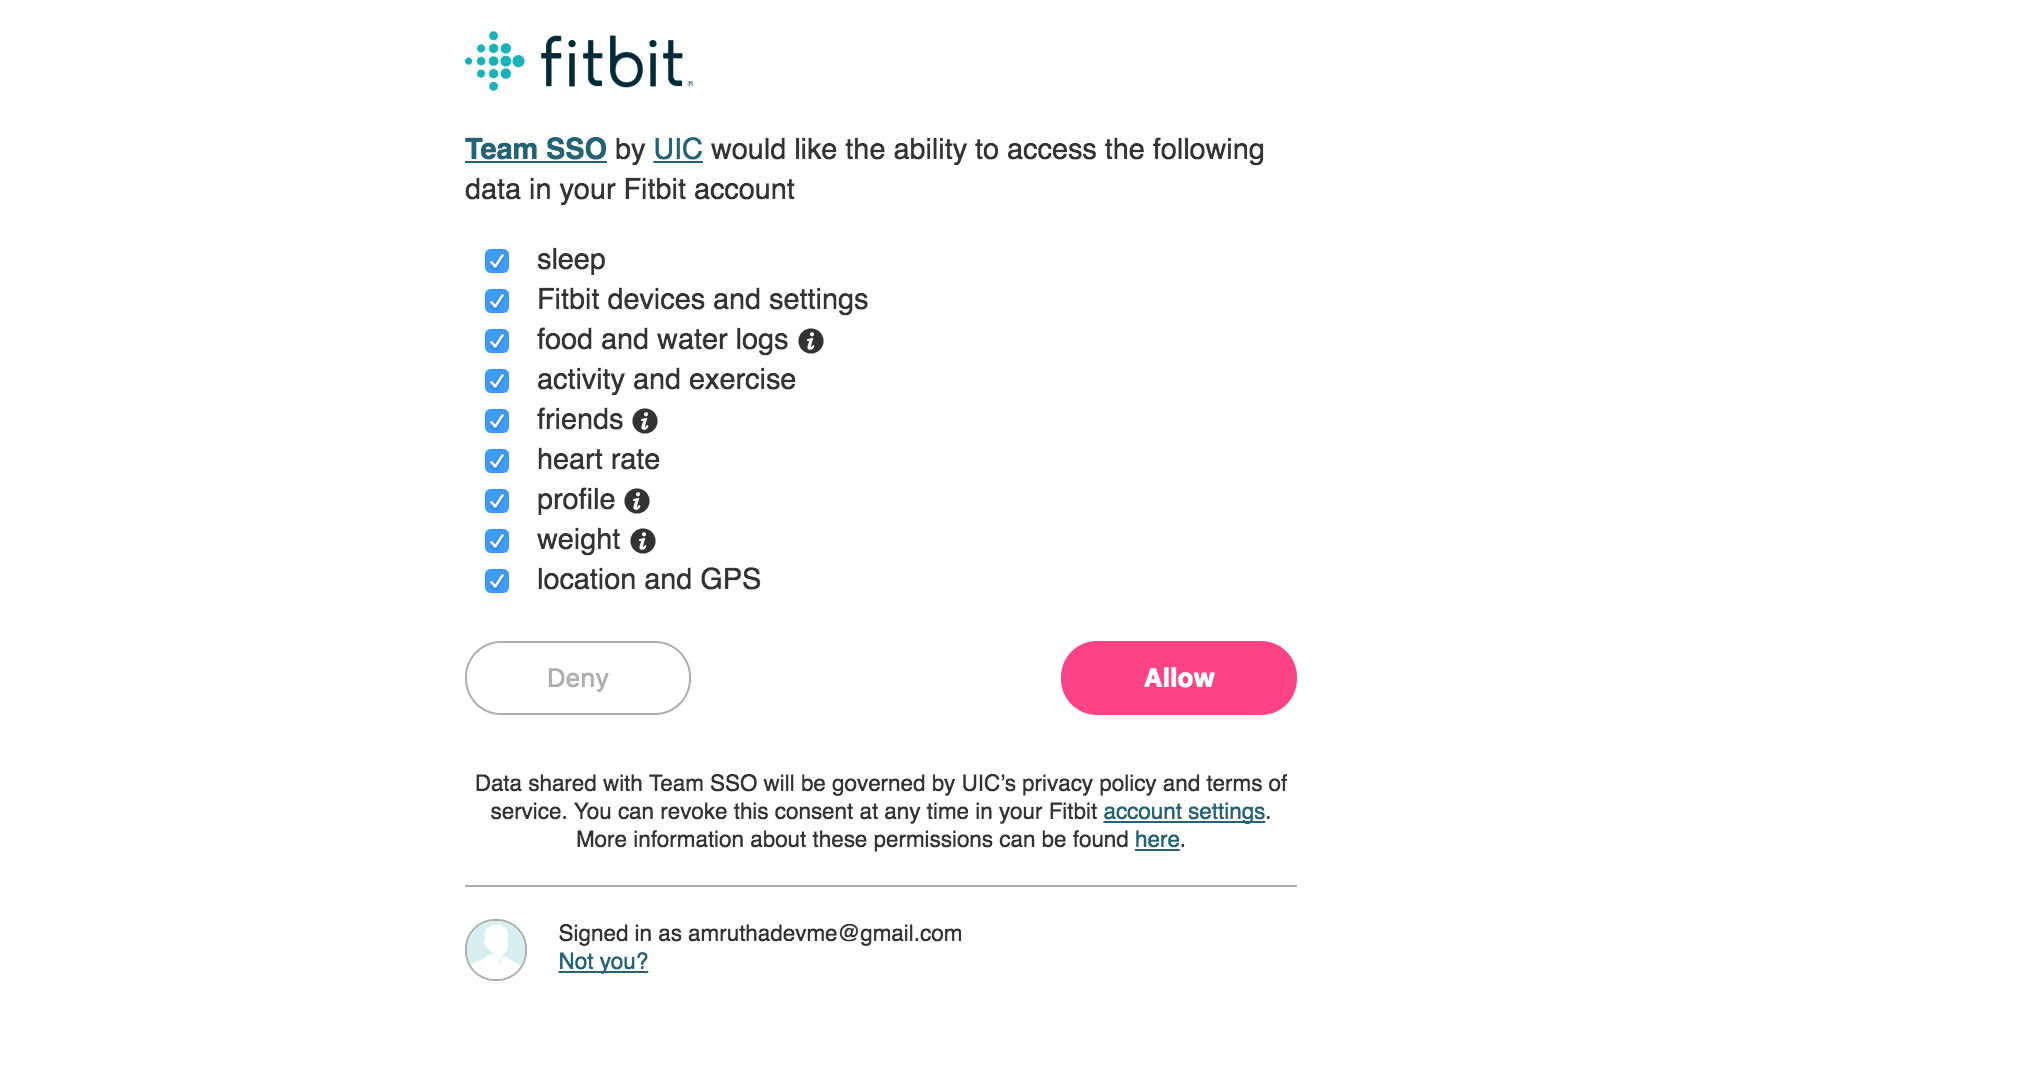 fitbit®
Team SSO by UIC would like the ability to access the following
data in your Fitbit account
sleep
Fitbit devices and settings
food and water logs
activity and exercise
friends
heart rate
profile
weight
location and GPS
Deny
Allow
Data shared with Team SSO will be governed by UIC’s privacy policy and terms of
service. You can revoke this consent at any time in your Fitbit account settings.
More information about these permissions can be found here.
Signed in as amruthadevme@gmail.com
Not you?